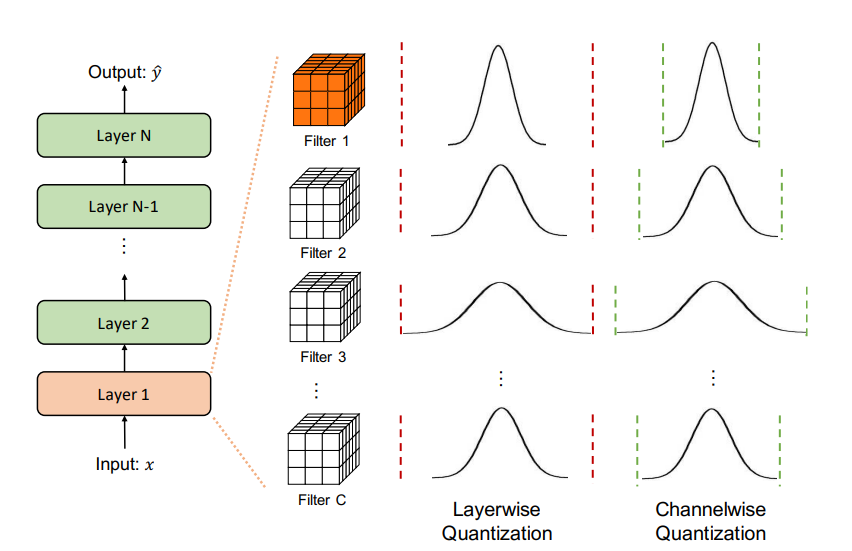 Output: ŷ
Layer N
Layer N-1
⋮
Layer 2
Layer 1
Input: x
Filter 1
Filter 2
Filter 3
⋮
Filter C
⋮
⋮
Layerwise
Quantization
Channelwise
Quantization